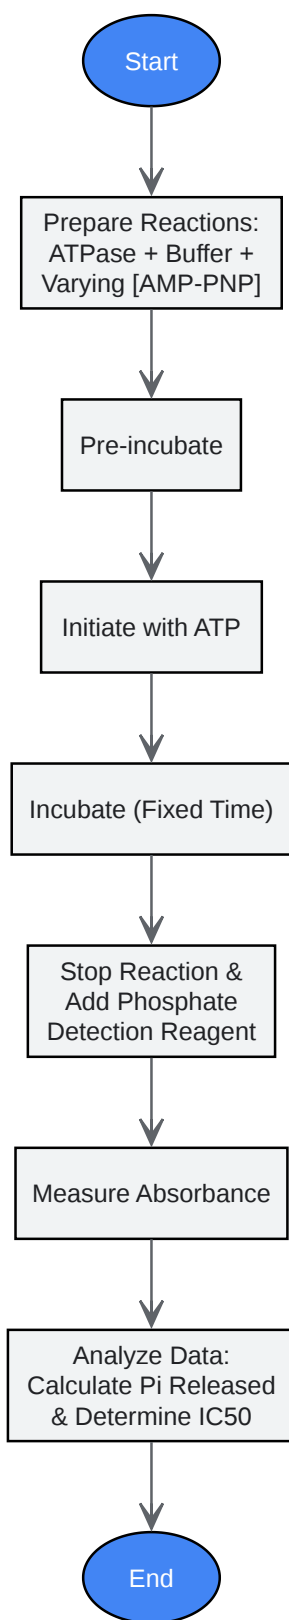 Start
Prepare Reactions:
ATPase + Buffer +
Varying [AMP-PNP]
Pre-incubate
Initiate with ATP
Incubate (Fixed Time)
Stop Reaction &
Add Phosphate
Detection Reagent
Measure Absorbance
Analyze Data:
Calculate Pi Released
& Determine IC50
End